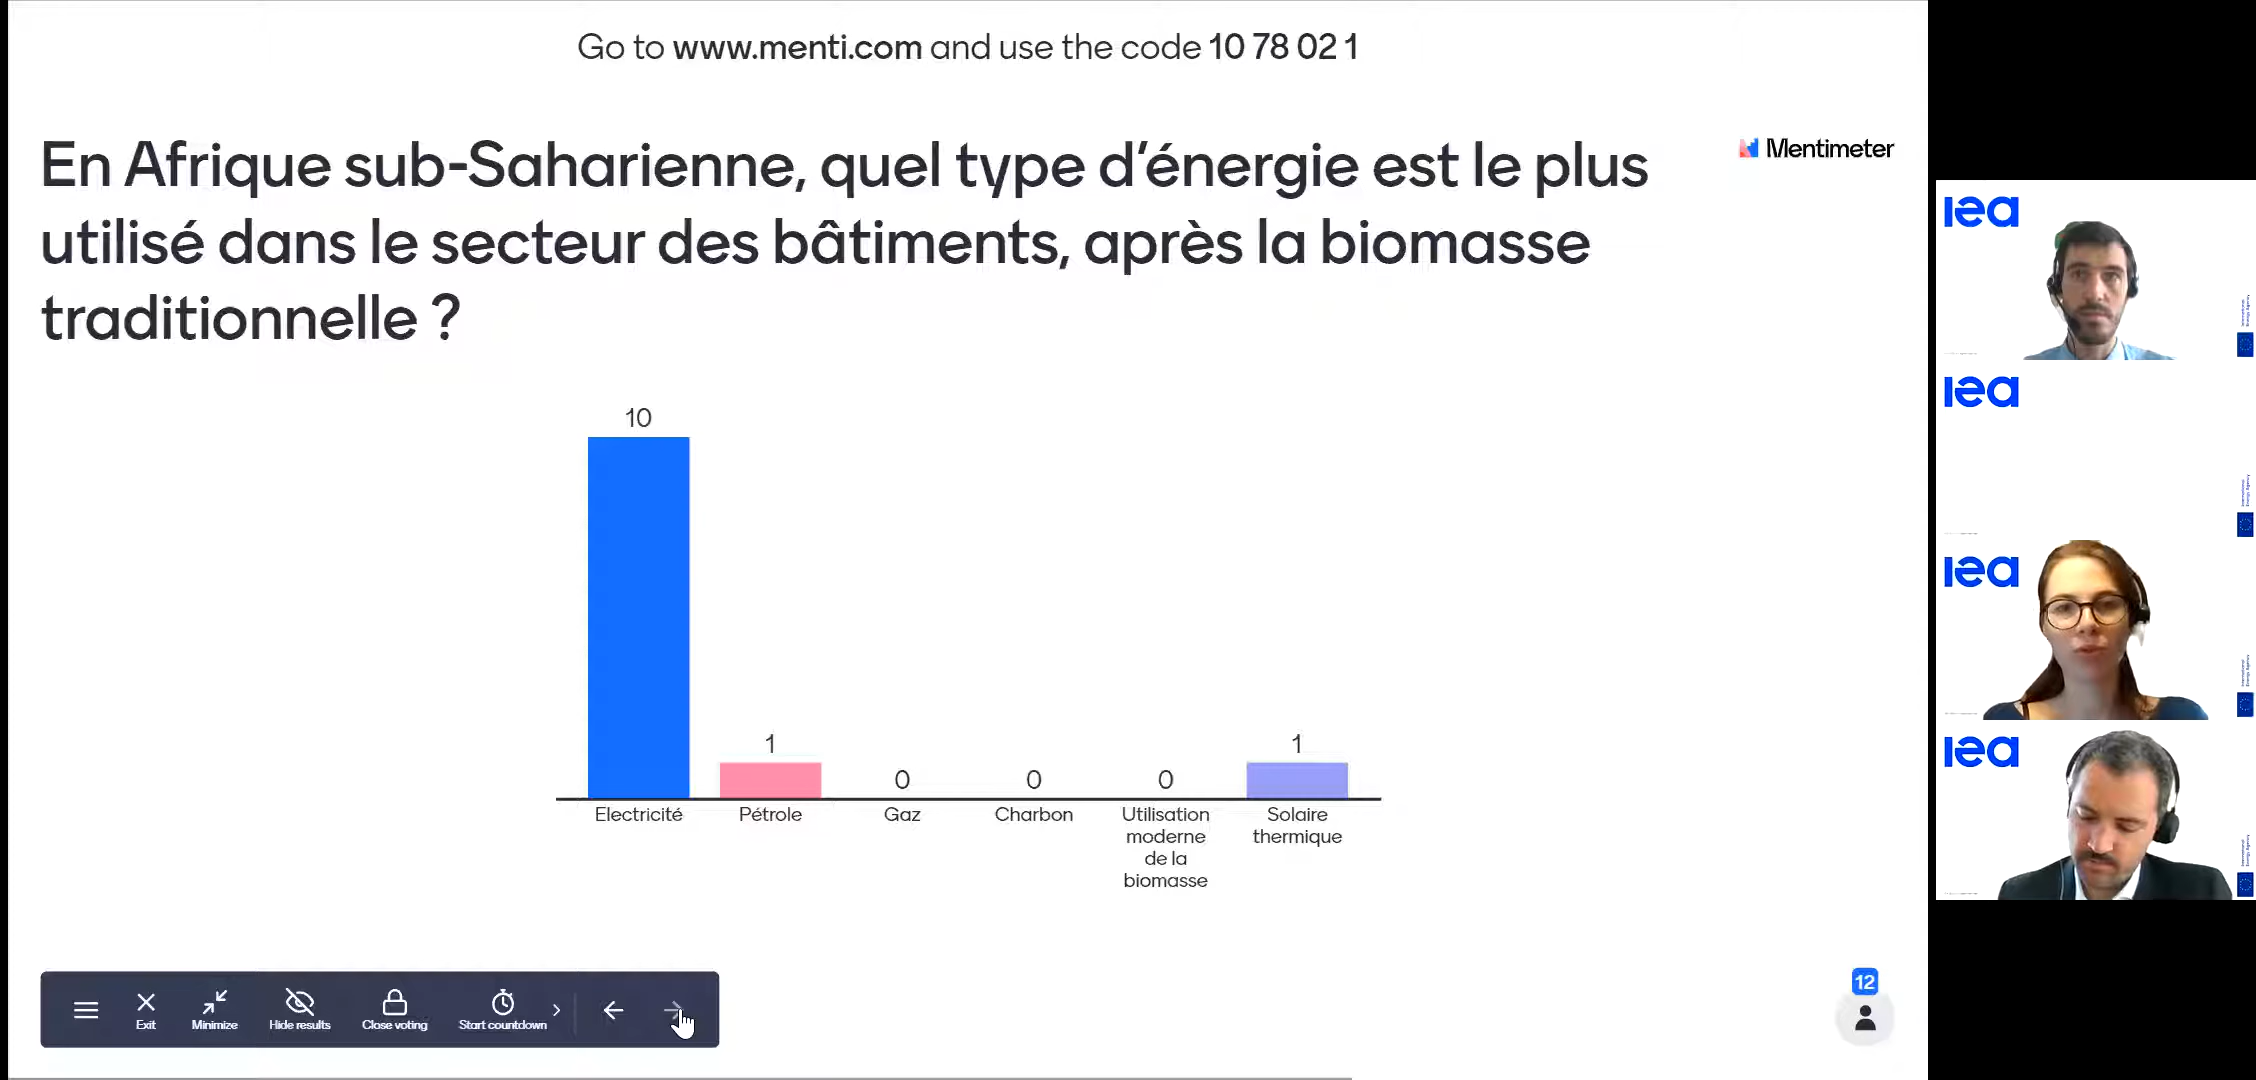 Go to www.menti.com and use the code 10 78 02 1
En Afrique sub-Saharienne, quel type d'énergie est le plus
utilisé dans le secteur des bâtiments, après la biomasse
traditionnelle ?
Mentimeter
10
1
0
0
0
1
Electricité
Pétrole
Gaz
Charbon
Utilisation
moderne
de la
biomasse
Solaire
thermique
Exit
Minimize
Hide results
Close voting
Start countdown
12
iea
iea
iea
iea